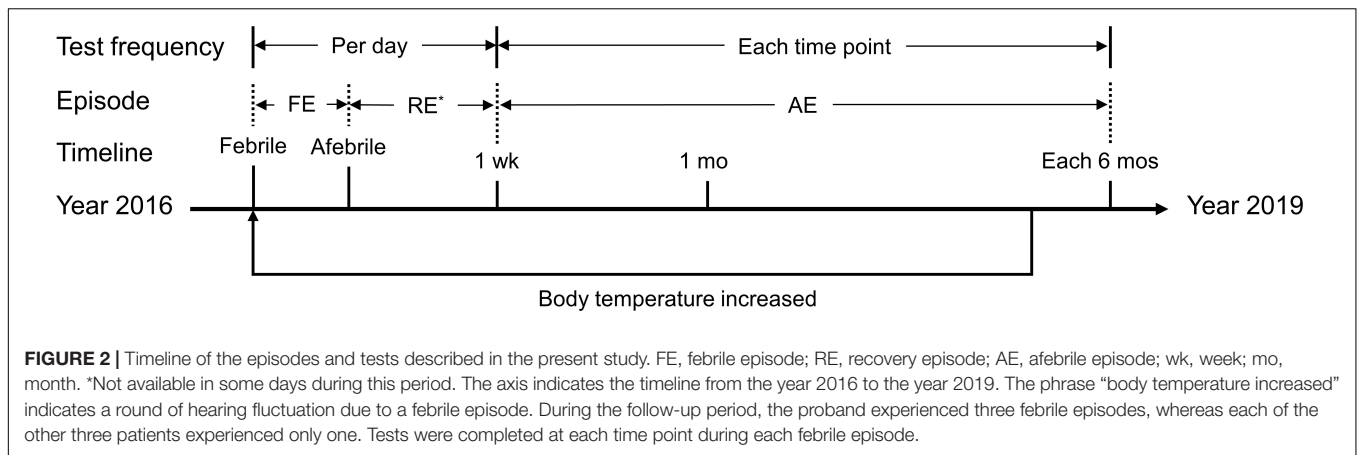 Test frequency Per day Each time point
Episode FE RE* AE
Timeline Febrile Afebrile 1 wk 1 mo Each 6 mos
Year 2016 Year 2019
Body temperature increased
FIGURE 2 | Timeline of the episodes and tests described in the present study. FE, febrile episode; RE, recovery episode; AE, afebrile episode; wk, week; mo,
month. *Not available in some days during this period. The axis indicates the timeline from the year 2016 to the year 2019. The phrase “body temperature increased”
indicates a round of hearing fluctuation due to a febrile episode. During the follow-up period, the proband experienced three febrile episodes, whereas each of the
other three patients experienced only one. Tests were completed at each time point during each febrile episode.